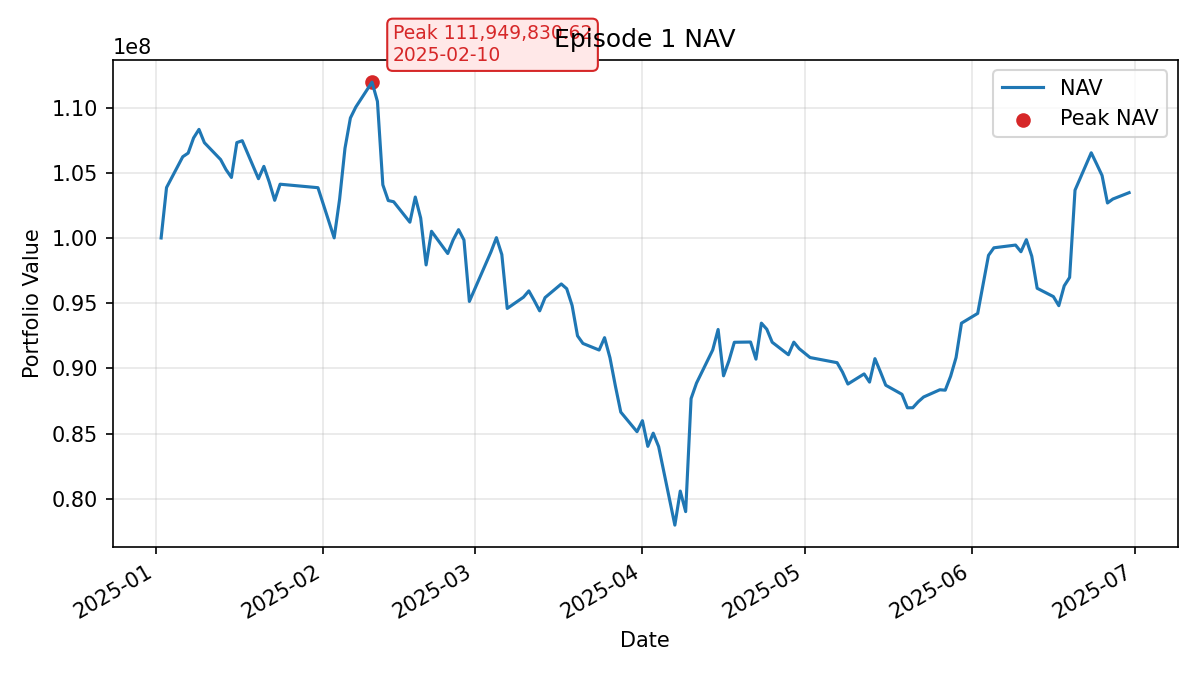 Peak 111,949,830.62
2025-02-10
Episode 1 NAV
1e8
NAV
Peak NAV
1.10
1.05
1.00
0.95
0.90
0.85
0.80
Portfolio Value
2025-01
2025-02
2025-03
2025-04
2025-05
2025-06
2025-07
Date